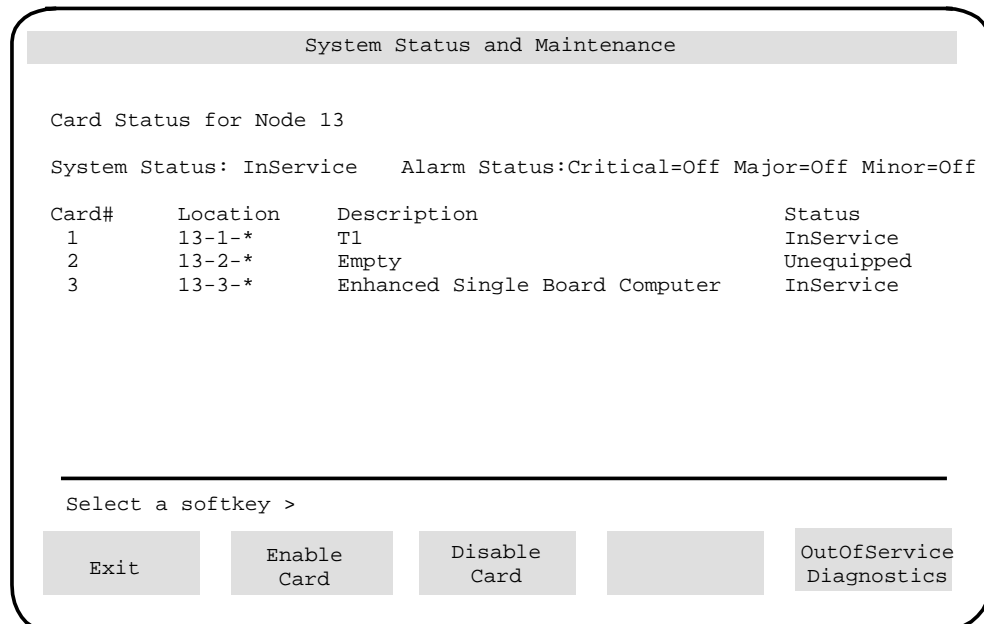 System Status and Maintenance
Card Status for Node 13
System Status: InService Alarm Status:Critical=Off Major=Off Minor=Off
Card# Location Description Status
1 13-1-* T1 InService
2 13-2-* Empty Unequipped
3 13-3-* Enhanced Single Board Computer InService
Select a softkey >
Exit
Enable
Card
Disable
Card
OutOfService
Diagnostics